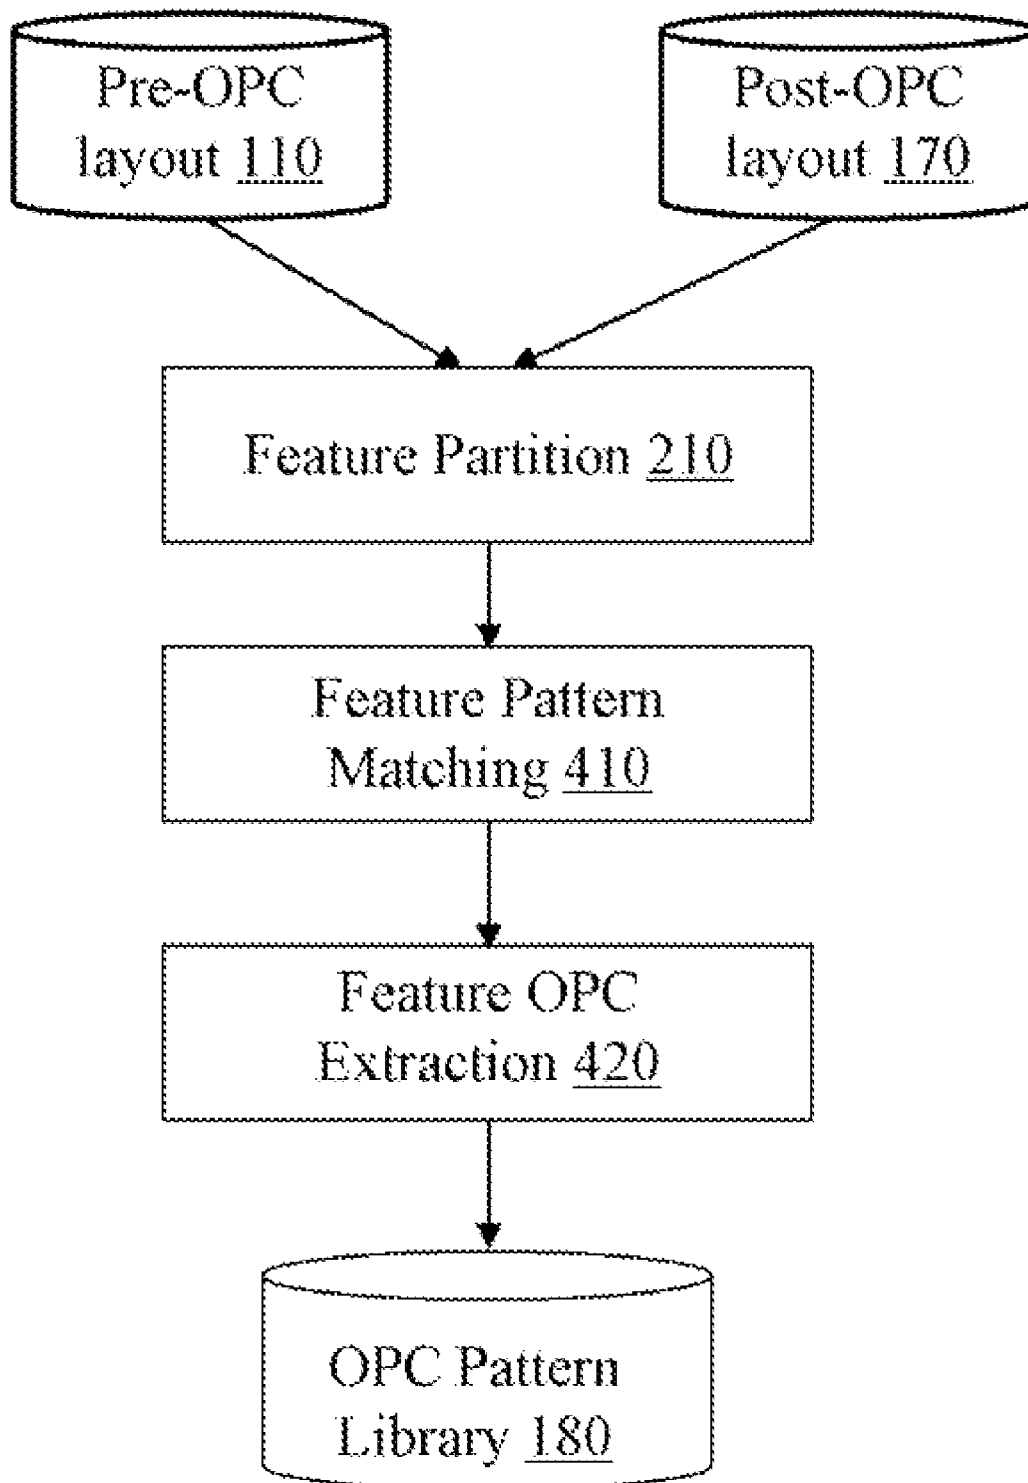 Pre-OPC
layout 110
Post-OPC
layout 170
Feature Partition 210
Feature Pattern
Matching 410
Feature OPC
Extraction 420
OPC Pattern
Library 180